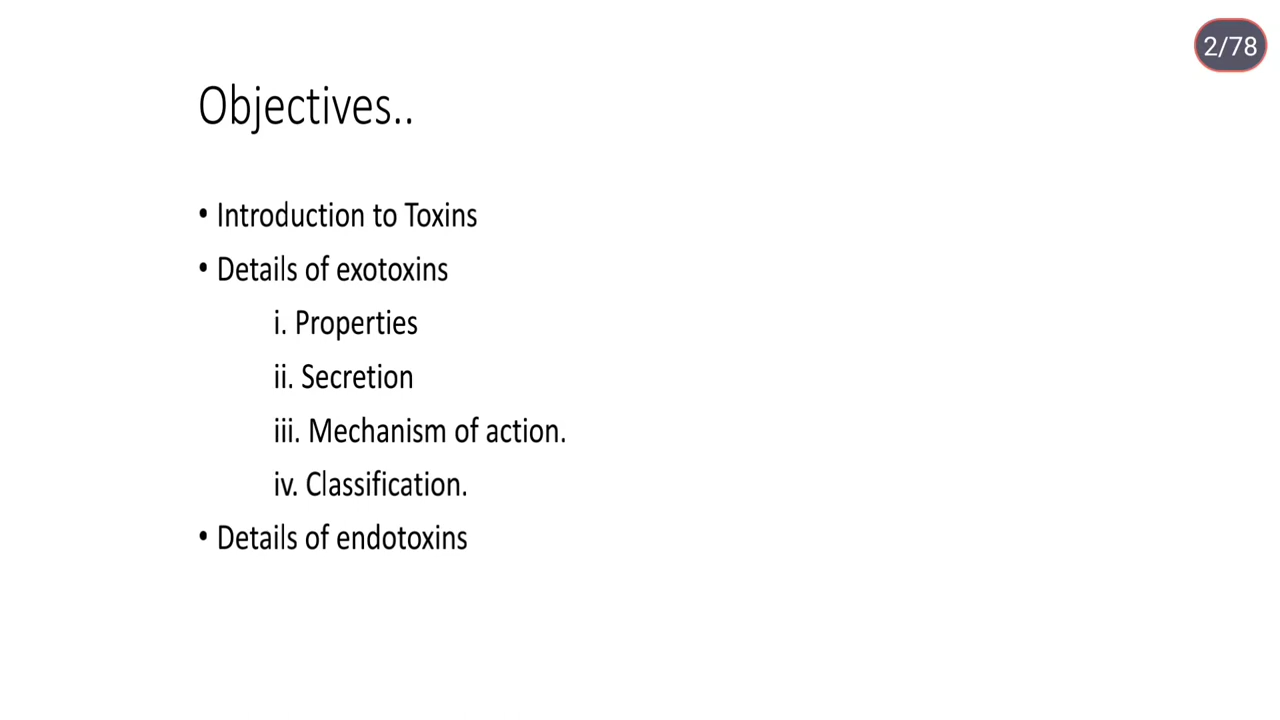 2/78
Objectives..
• Introduction to Toxins
• Details of exotoxins
i. Properties
ii. Secretion
iii. Mechanism of action.
iv. Classification.
• Details of endotoxins